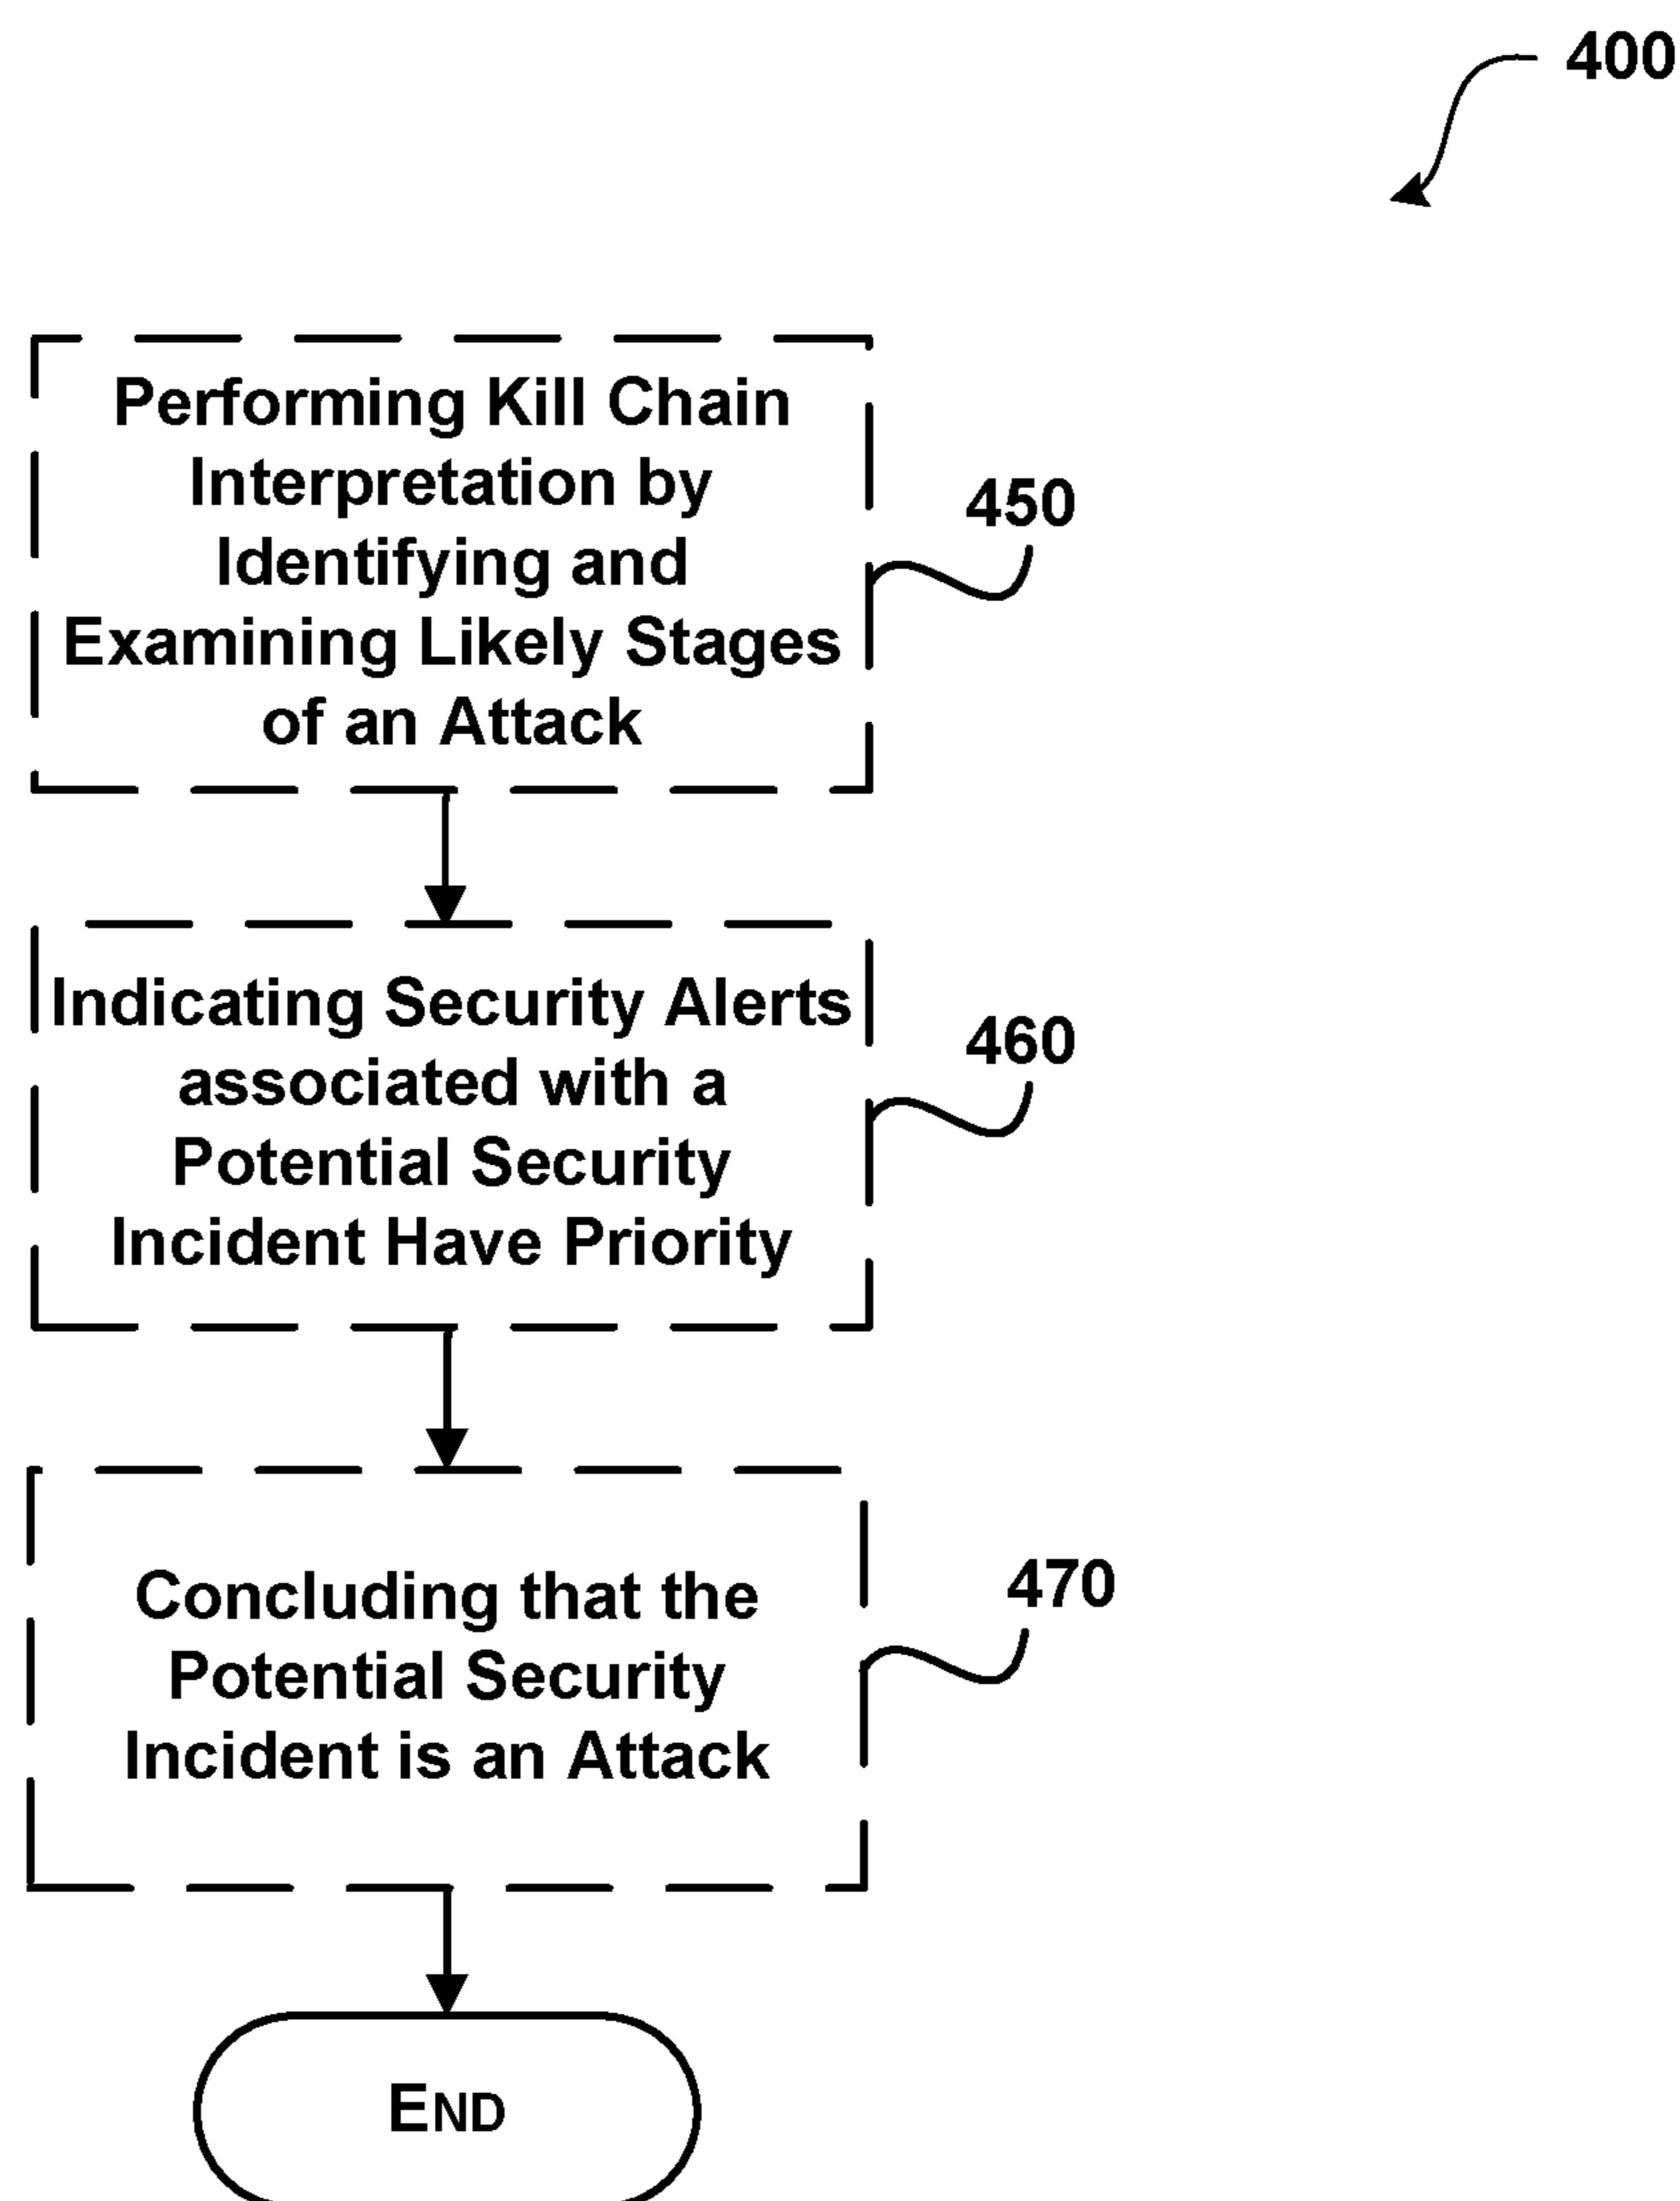 400
Performing Kill Chain
Interpretation by
Identifying and
Examining Likely Stages
of an Attack
450
Indicating Security Alerts
associated with a
Potential Security
Incident Have Priority
460
Concluding that the
Potential Security
Incident is an Attack
470
END